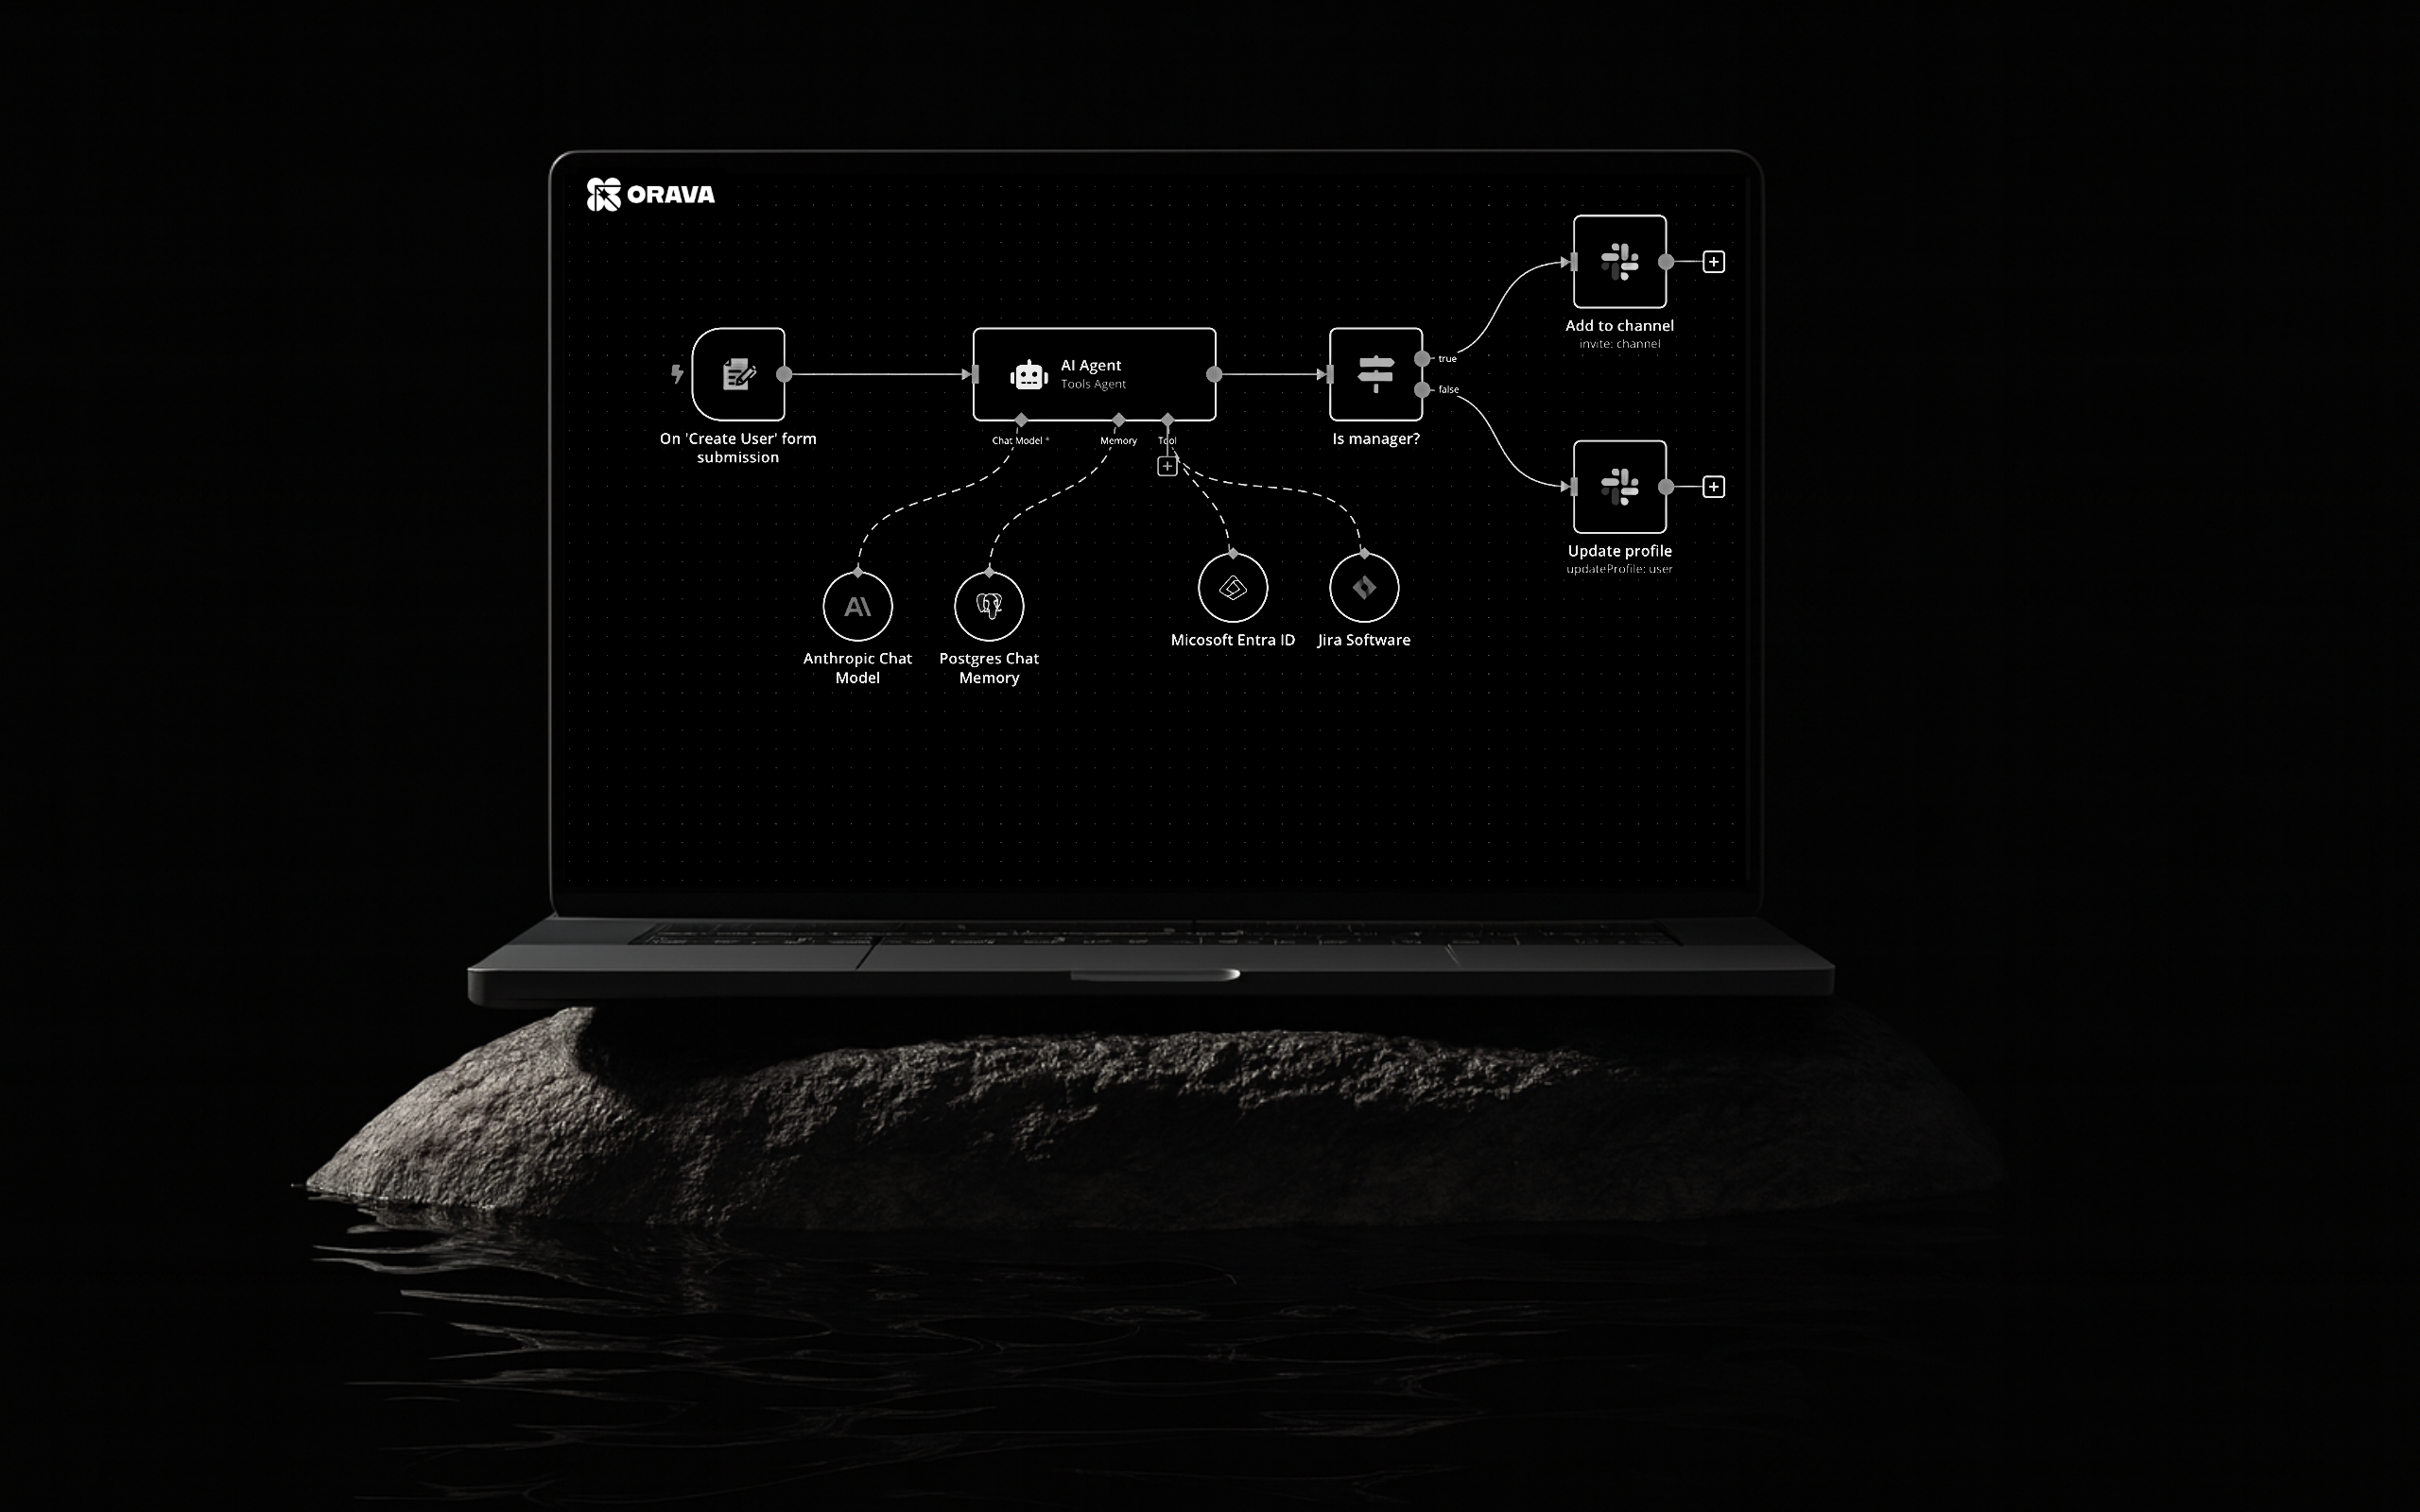 ORAVA
Add to channel
invite: channel
AI Agent
Tools Agent
true
false
On 'Create User' form
submission
Chat Model *
Memory
Tool
Is manager?
Update profile
updateProfile: user
Micosoft Entra ID
Jira Software
Anthropic Chat
Model
Postgres Chat
Memory